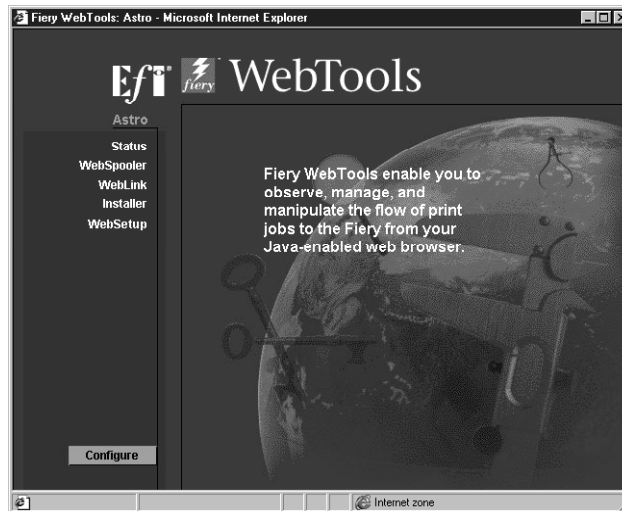 Fiery WebTools: Astro - Microsoft Internet Explorer
Efi fiery WebTools
Astro
Status
WebSpooler
WebLink
Installer
WebSetup
Fiery WebTools enable you to
observe, manage, and
manipulate the flow of print
jobs to the Fiery from your
Java-enabled web browser.
Configure
Internet zone